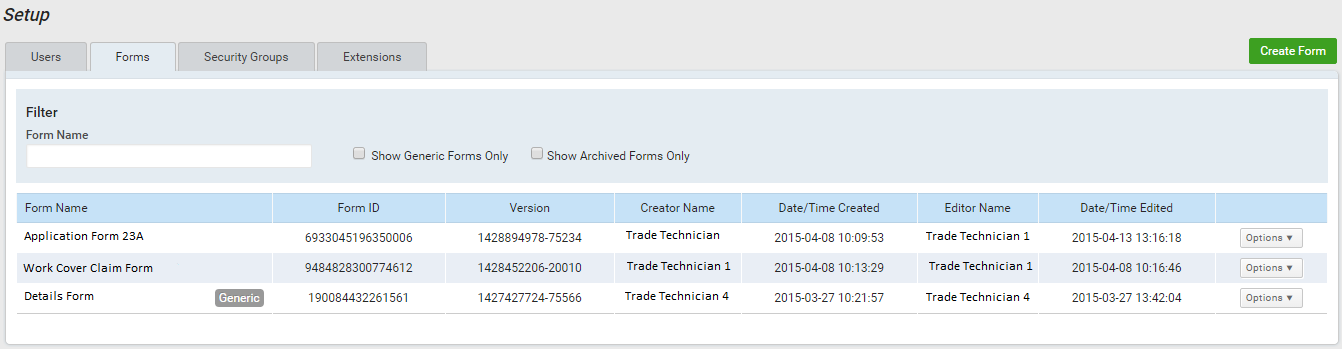 Setup
Users Forms Security Groups Extensions Create Form
Filter
Form Name
Show Generic Forms Only Show Archived Forms Only
Form Name Form ID Version Creator Name Date/Time Created Editor Name Date/Time Edited
Application Form 23A 6933045196350006 1428894978-75234 Trade Technician 2015-04-08 10:09:53 Trade Technician 1 2015-04-13 13:16:18 Options ▼
Work Cover Claim Form 9484828300774612 1428452206-20010 Trade Technician 1 2015-04-08 10:13:29 Trade Technician 1 2015-04-08 10:16:46 Options ▼
Details Form Generic 190084432261561 1427427724-75566 Trade Technician 4 2015-03-27 10:21:57 Trade Technician 4 2015-03-27 13:42:04 Options ▼